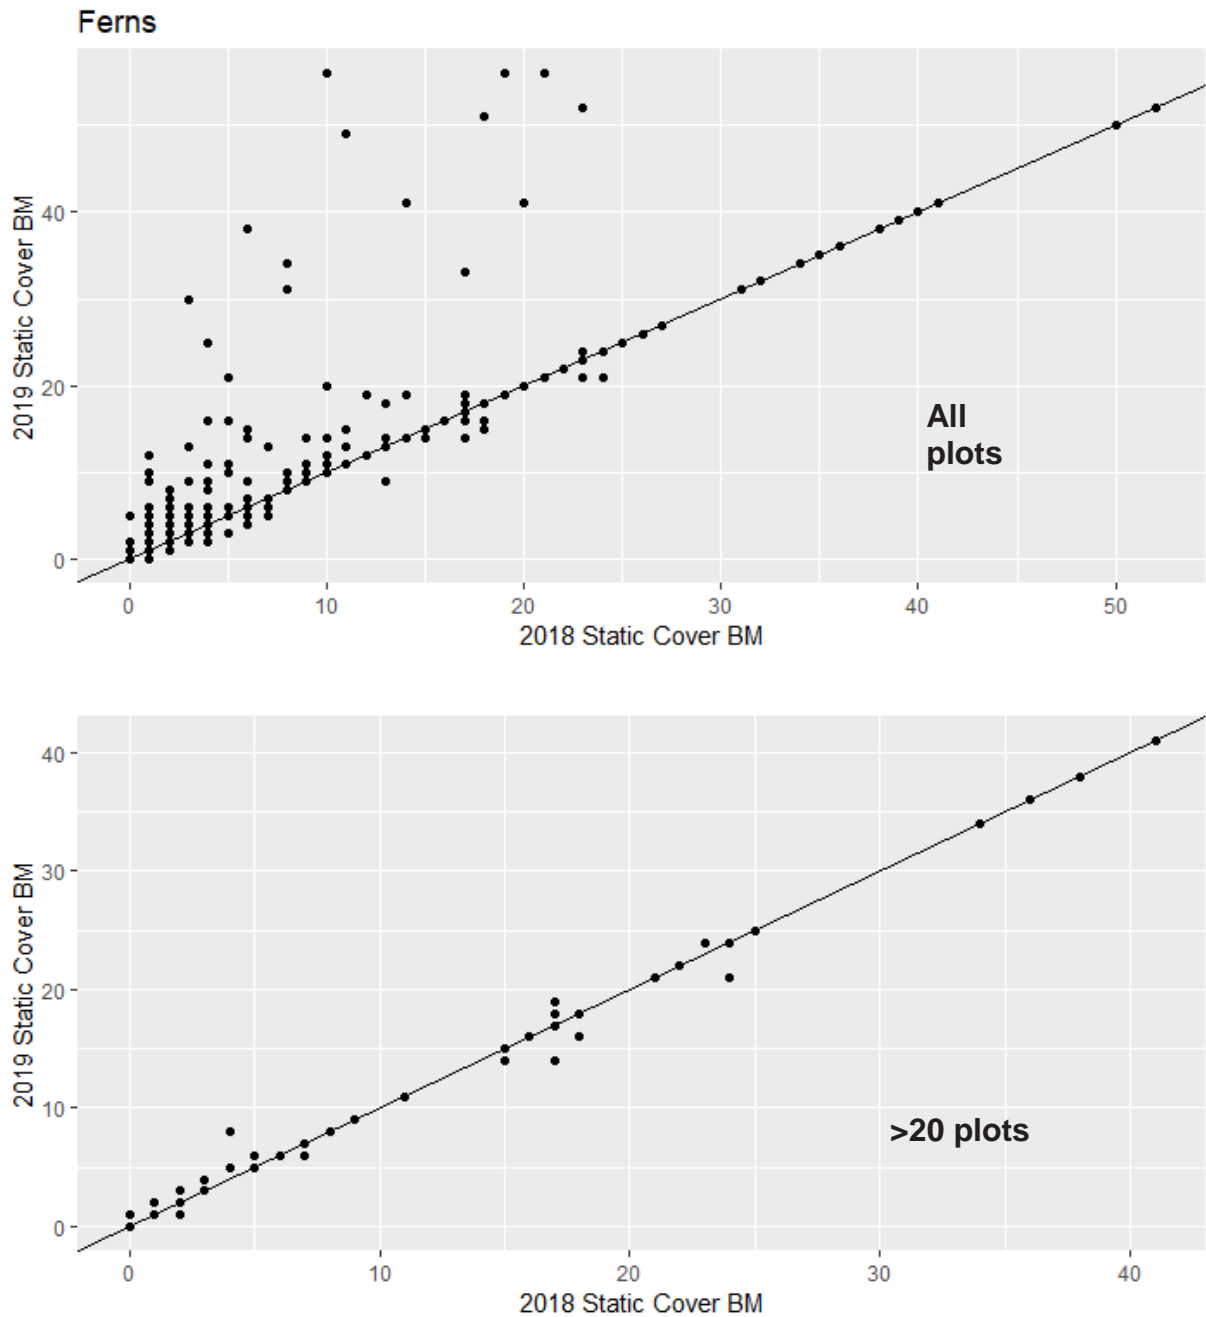 Ferns
2019 Static Cover BM
40
20
0
All
plots
0 10 20 30 40 50
2018 Static Cover BM
2019 Static Cover BM
40
30
20
10
0
>20 plots
0 10 20 30 40
2018 Static Cover BM